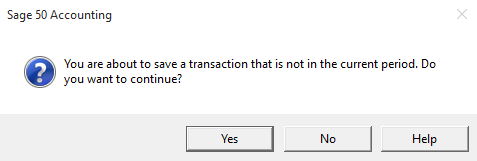 Sage 50 Accounting
You are about to save a transaction that is not in the current period. Do
you want to continue?
Yes
No
Help